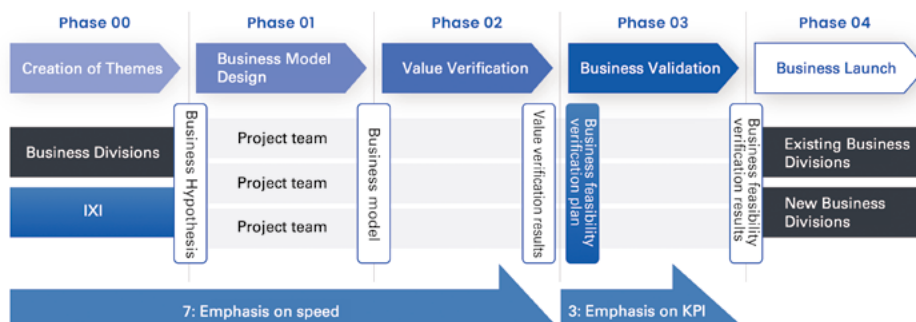 Phase 00
Phase 01
Phase 02
Phase 03
Phase 04
Creation of Themes
Business Model
Design
Value Verification
Business Validation
Business Launch
Business Divisions
IXI
Business Hypothesis
Project team
Project team
Project team
Business model
Value verification results
Business feasibility
verification plan
Business feasibility
verification results
Existing Business
Divisions
New Business
Divisions
7: Emphasis on speed
3: Emphasis on KPI